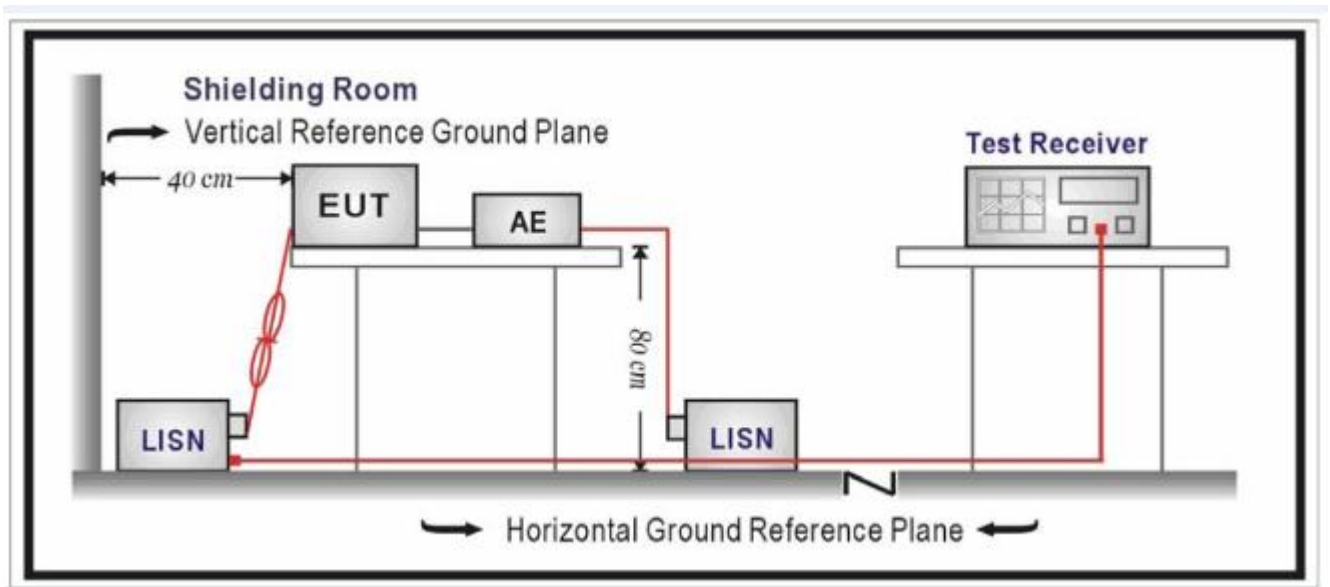 Shielding Room
Vertical Reference Ground Plane
Test Receiver
40 cm
EUT
AE
80 cm
LISN
LISN
Horizontal Ground Reference Plane